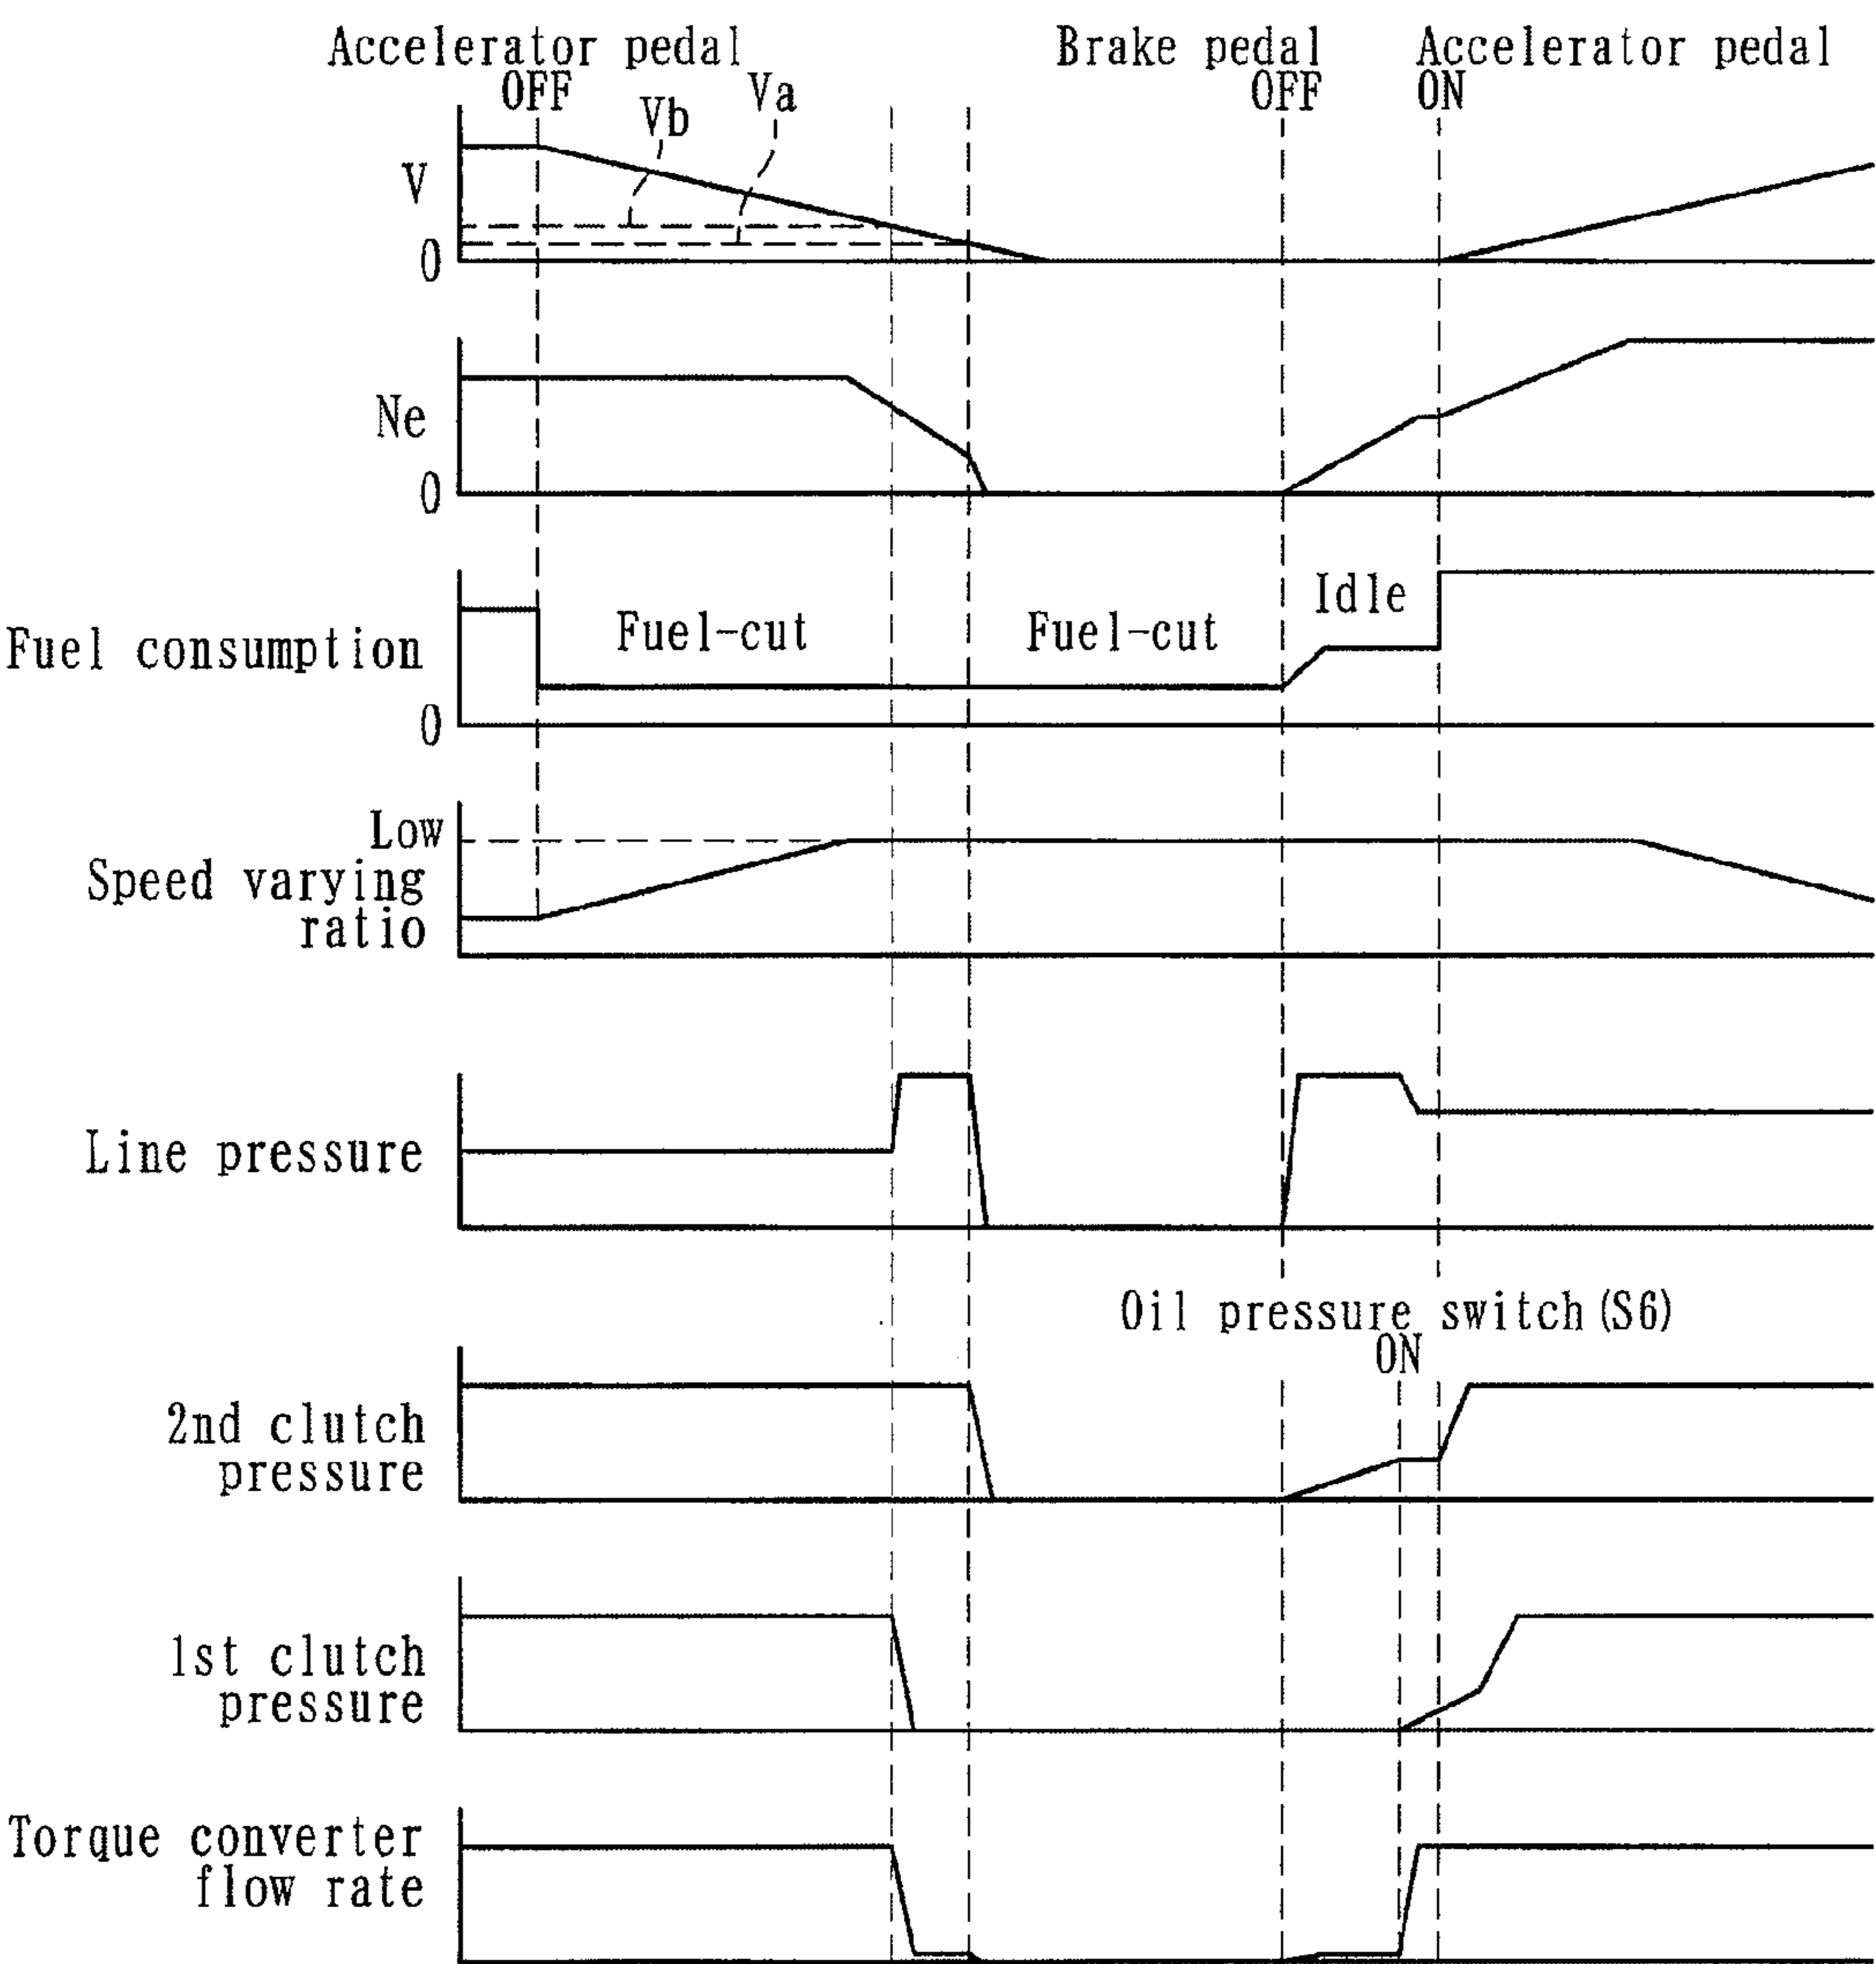 Accelerator pedal
OFF
Brake pedal
OFF
Accelerator pedal
ON
Vb
Va
V
0
Ne
0
Fuel consumption
0
Fuel-cut
Fuel-cut
Idle
Low
Speed varying
ratio
Line pressure
Oil pressure switch(S6)
ON
2nd clutch
pressure
1st clutch
pressure
Torque converter
flow rate